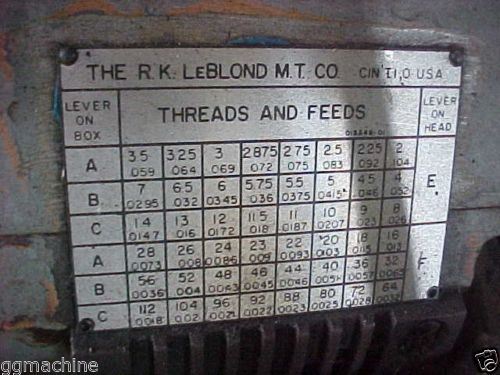 THE R.K. LEBLOND M.T. CO. CIN'TI,O USA
LEVER ON BOX
THREADS AND FEEDS
LEVER ON HEAD
A 3.5 3.25 3 2.875 2.75 2.5 2.25 2
.059 .064 .069 .072 .075 .083 .092 .104
B 7 6.5 6 5.75 5.5 5 4.5 4
.0295 .032 .0345 .036 .0375 .0415 .046 .052
E
C 14 13 12 11.5 11 10 9 8
.0147 .016 .0172 .018 .0187 .0207 .023 .026
A 28 26 24 23 22 20 18 16
.0073 .008 .0086 .009 .0093 .0103 .0115 .013
B 56 52 48 46 44 40 36 32
.0036 .004 .0043 .0045 .0046 .0057 .0065
C 112 104 96 92 88 80 72 64
.0018 .002 .0021 .0022 .0023 .0025 .0028 .0032
ggmachine